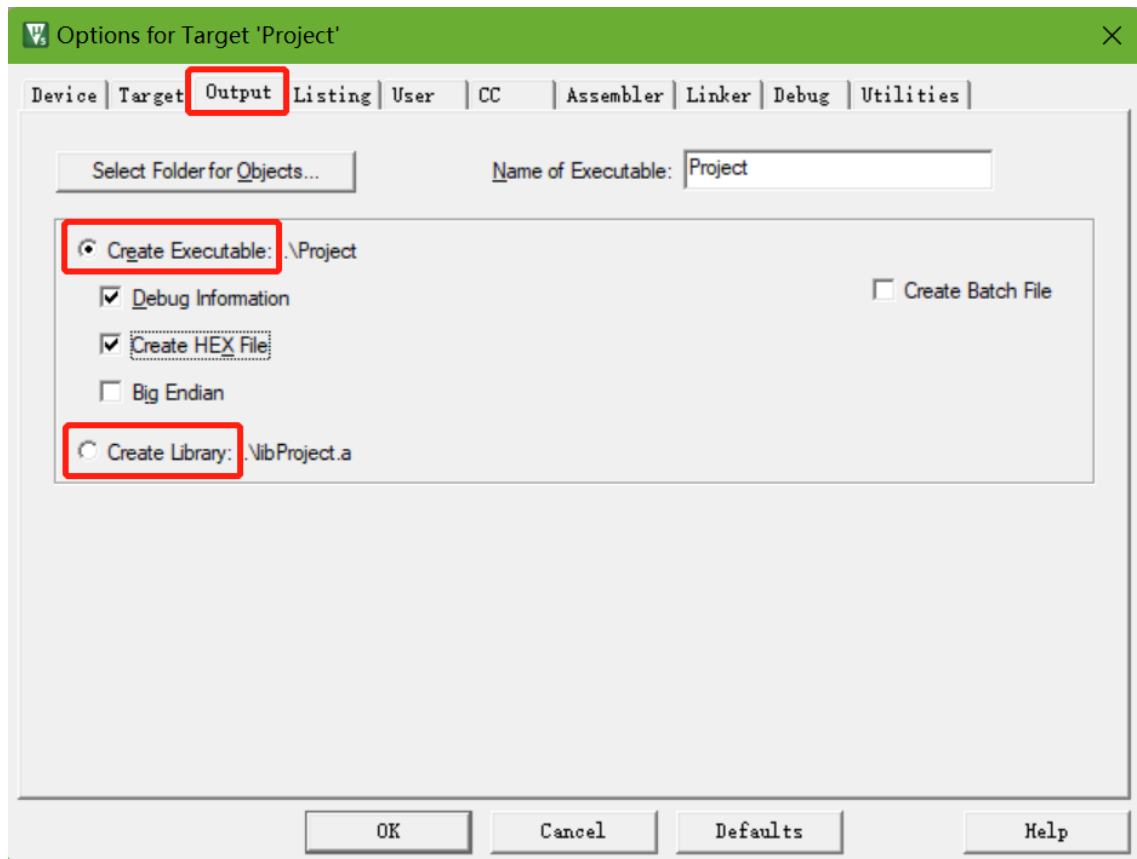 Options for Target 'Project'
Device Target Output Listing User CC Assembler Linker Debug Utilities
Select Folder for Objects... Name of Executable: Project
Create Executable: .\Project
Debug Information Create Batch File
Create HEX File
Big Endian
Create Library: .\libProject.a
OK Cancel Defaults Help